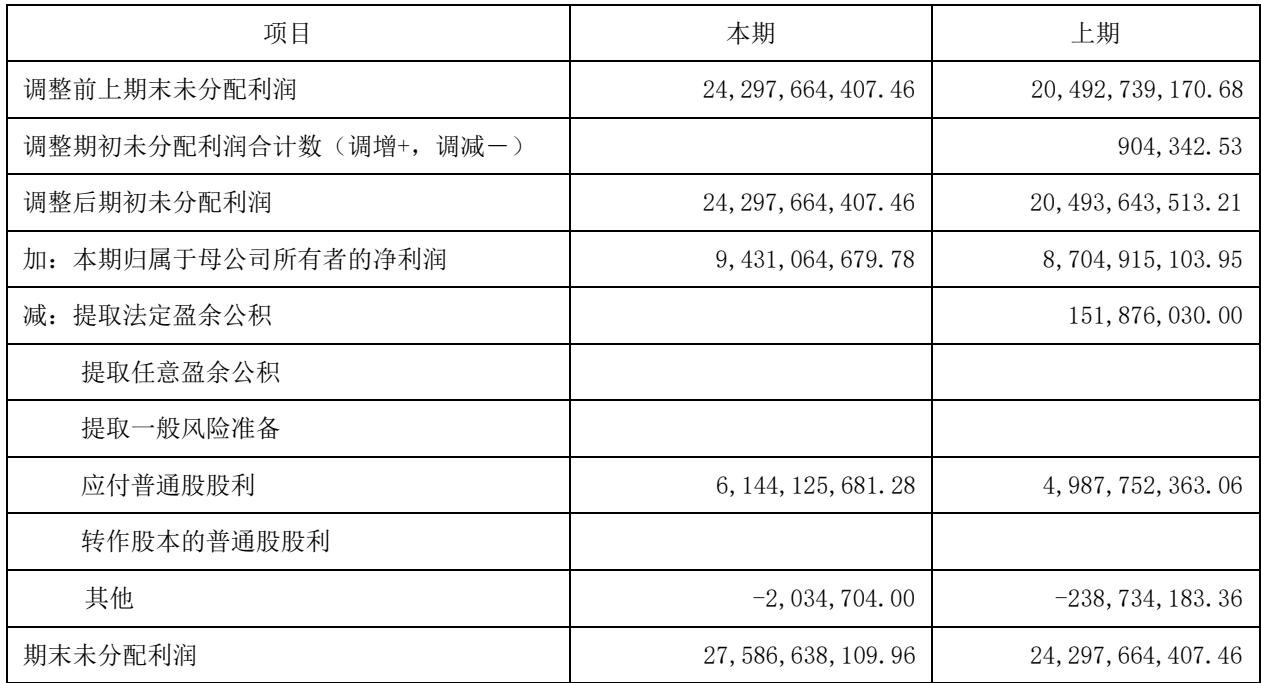 项目 本期 上期
调整前上期末未分配利润 24,297,664,407.46 20,492,739,170.68
调整期初未分配利润合计数（调增+，调减－） 904,342.53
调整后期初未分配利润 24,297,664,407.46 20,493,643,513.21
加：本期归属于母公司所有者的净利润 9,431,064,679.78 8,704,915,103.95
减：提取法定盈余公积 151,876,030.00
提取任意盈余公积
提取一般风险准备
应付普通股股利 6,144,125,681.28 4,987,752,363.06
转作股本的普通股股利
其他 -2,034,704.00 -238,734,183.36
期末未分配利润 27,586,638,109.96 24,297,664,407.46